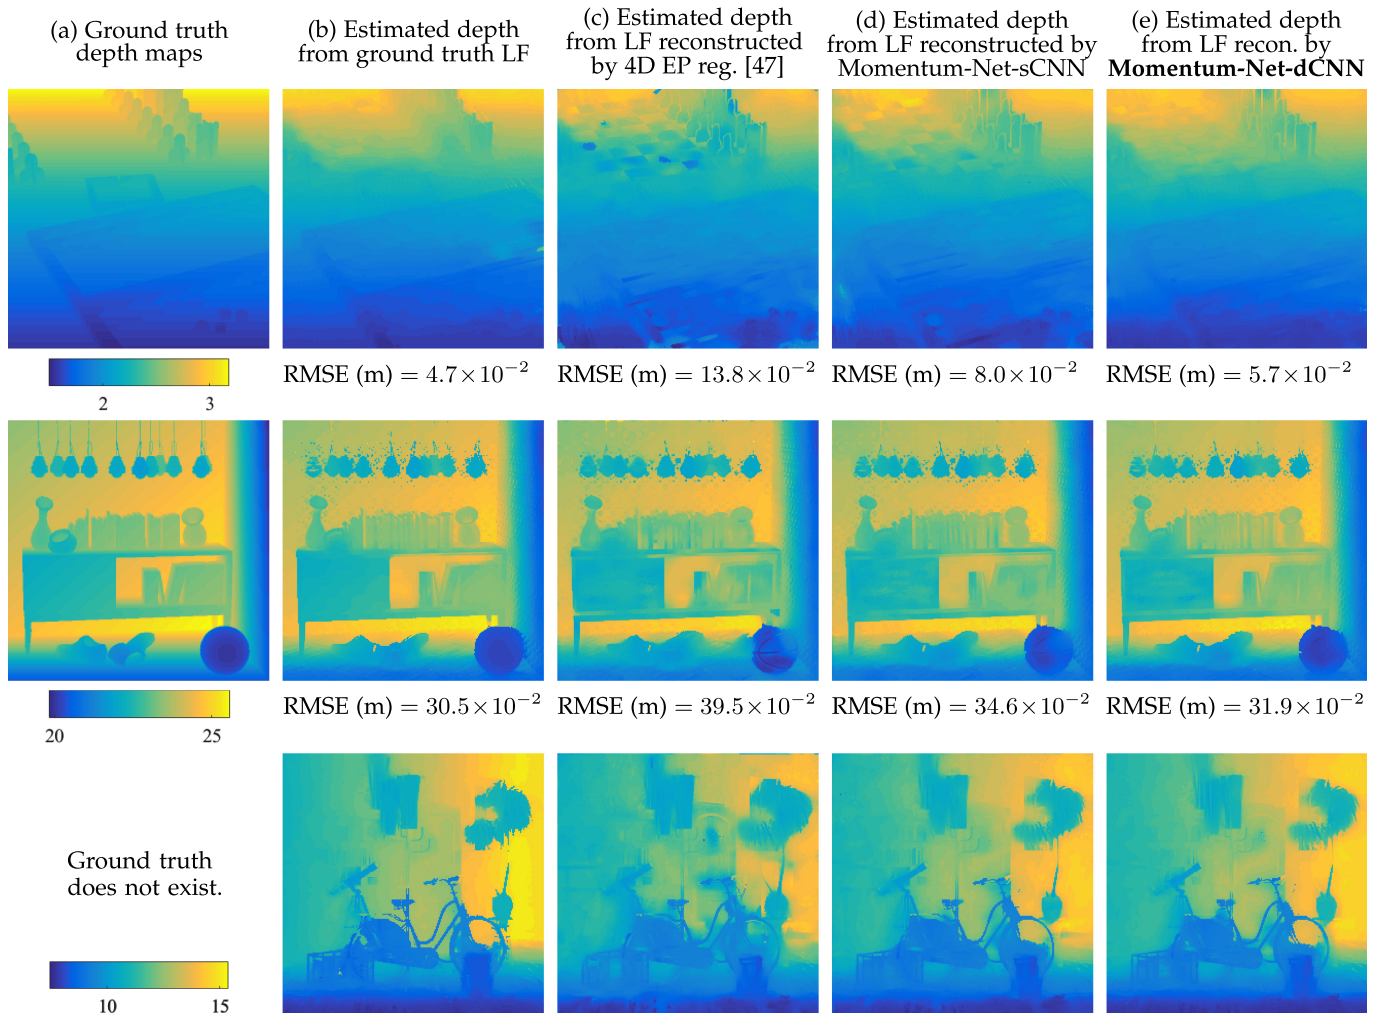 (a) Ground truth
depth maps
(b) Estimated depth
from ground truth LF
(c) Estimated depth
from LF reconstructed
by 4D EP reg. [47]
(d) Estimated depth
from LF reconstructed by
Momentum-Net-sCNN
(e) Estimated depth
from LF recon. by
Momentum-Net-dCNN
2 3
RMSE (m) = 4.7×10⁻²
RMSE (m) = 13.8×10⁻²
RMSE (m) = 8.0×10⁻²
RMSE (m) = 5.7×10⁻²
20 25
RMSE (m) = 30.5×10⁻²
RMSE (m) = 39.5×10⁻²
RMSE (m) = 34.6×10⁻²
RMSE (m) = 31.9×10⁻²
Ground truth
does not exist.
10 15